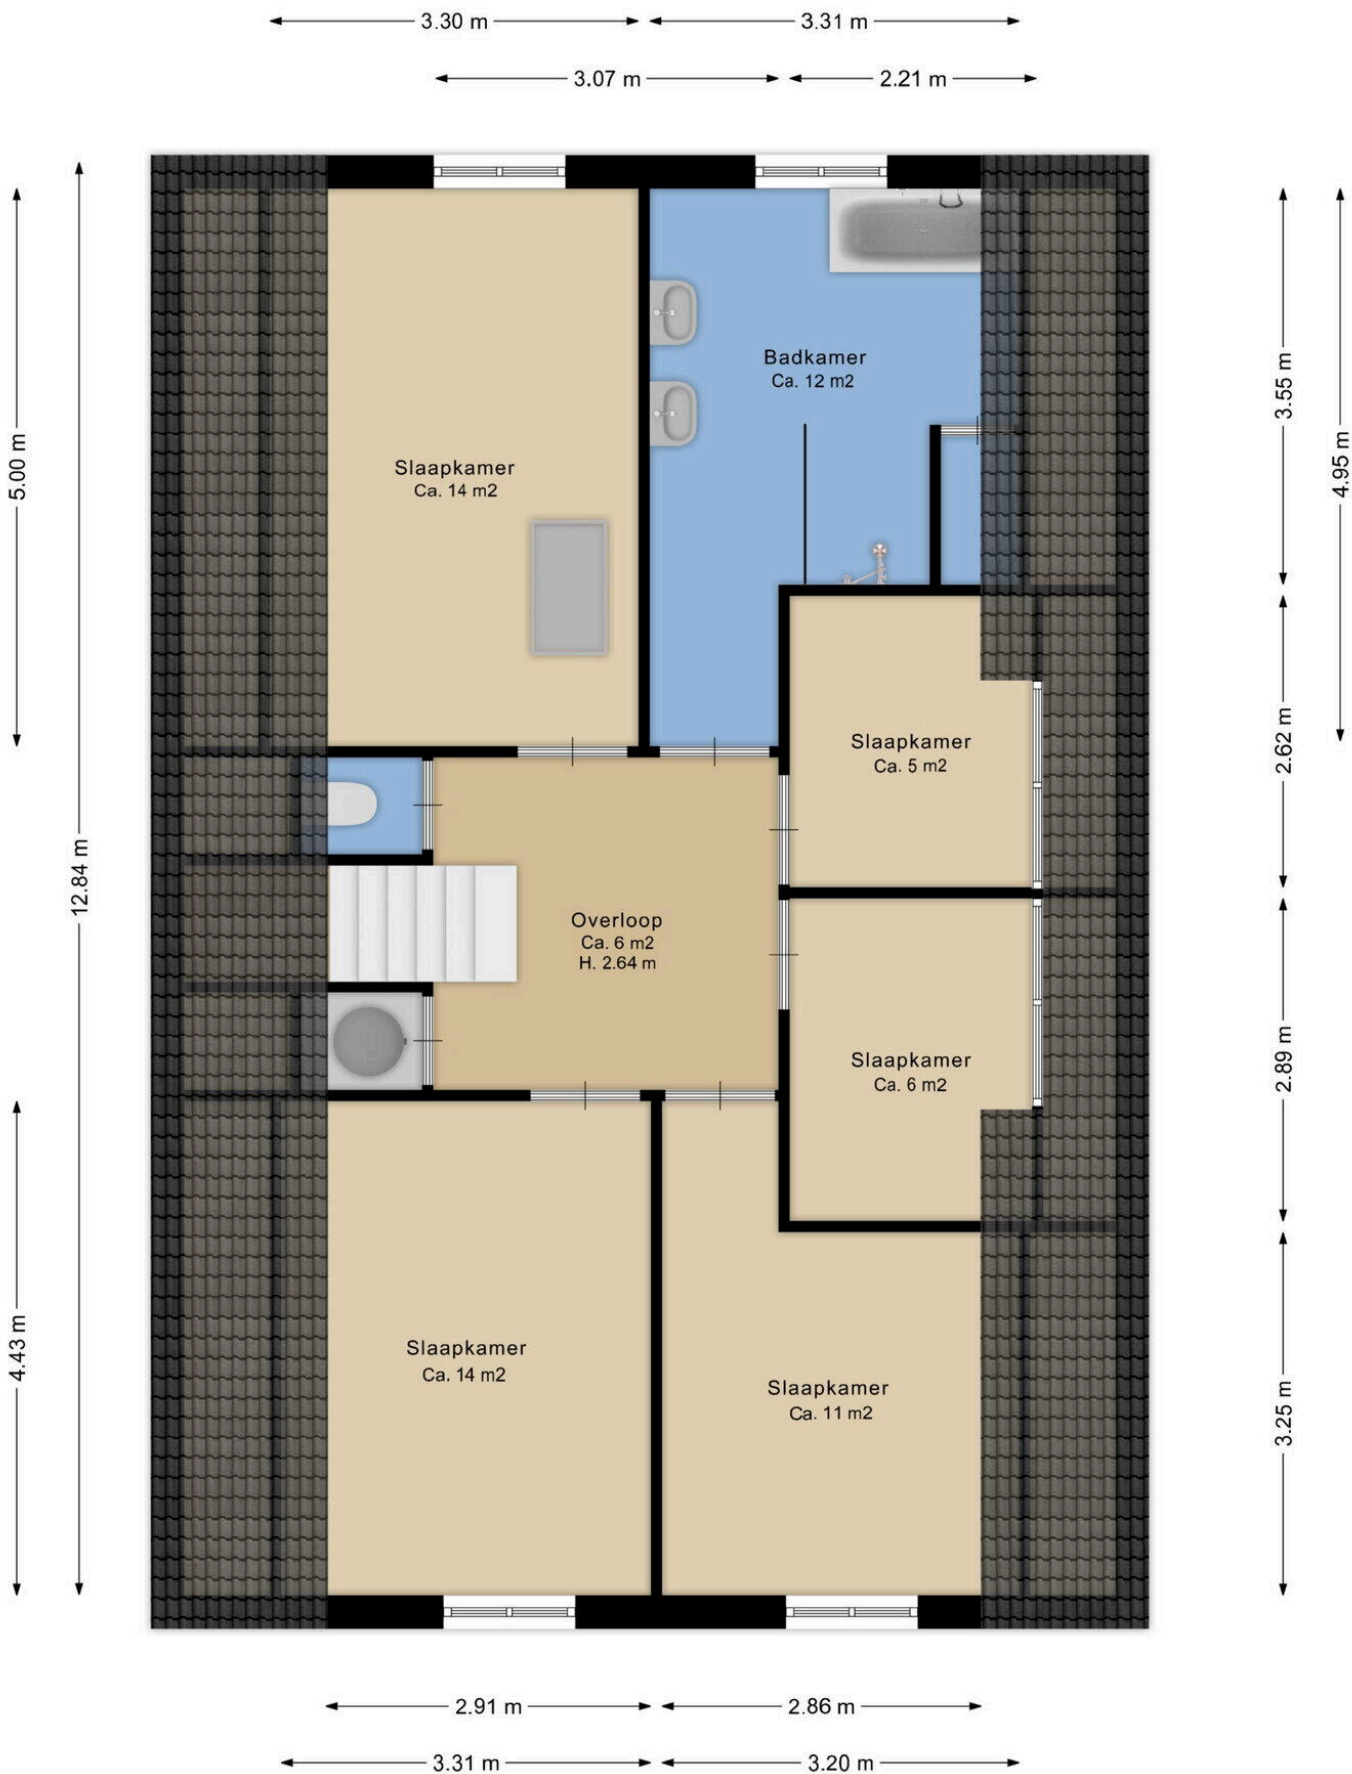 3.30 m
3.31 m
3.07 m
2.21 m
5.00 m
12.84 m
4.43 m
3.55 m
4.95 m
2.62 m
2.89 m
3.25 m
Badkamer
Ca. 12 m2
Slaapkamer
Ca. 14 m2
Slaapkamer
Ca. 5 m2
Overloop
Ca. 6 m2
H. 2.64 m
Slaapkamer
Ca. 6 m2
Slaapkamer
Ca. 14 m2
Slaapkamer
Ca. 11 m2
2.91 m
2.86 m
3.31 m
3.20 m